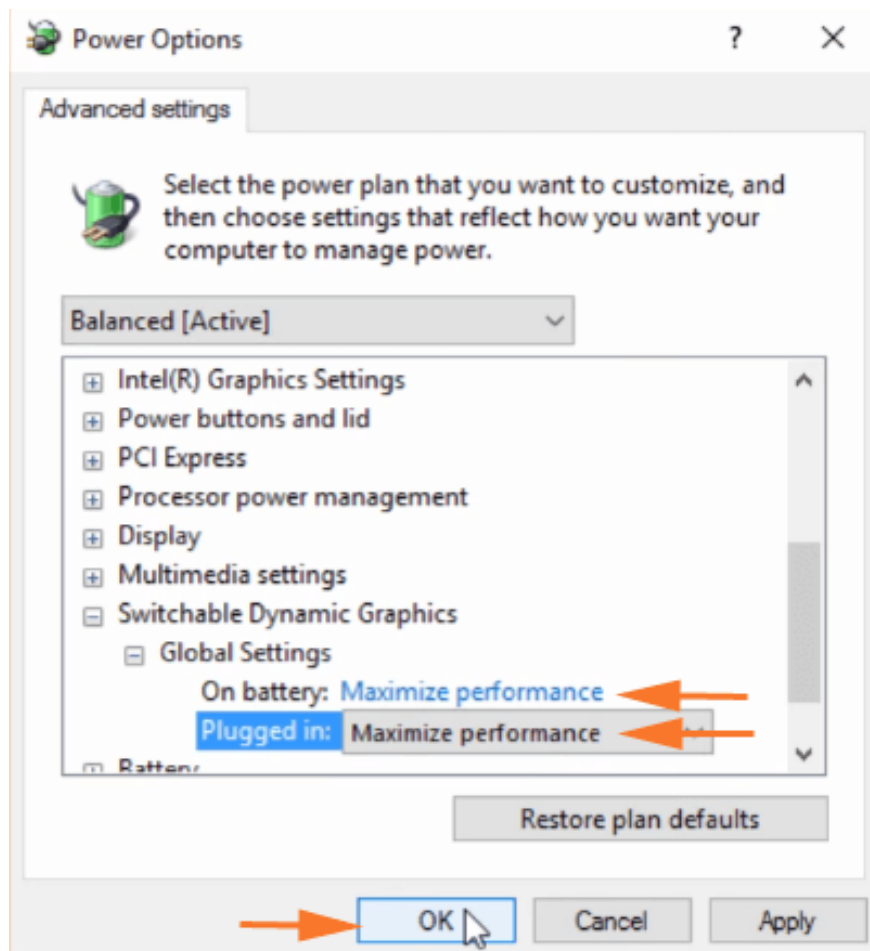 Power Options
Advanced settings
Select the power plan that you want to customize, and
then choose settings that reflect how you want your
computer to manage power.
Balanced [Active]
Intel(R) Graphics Settings
Power buttons and lid
PCI Express
Processor power management
Display
Multimedia settings
Switchable Dynamic Graphics
Global Settings
On battery: Maximize performance
Plugged in: Maximize performance
Battery
Restore plan defaults
OK Cancel Apply